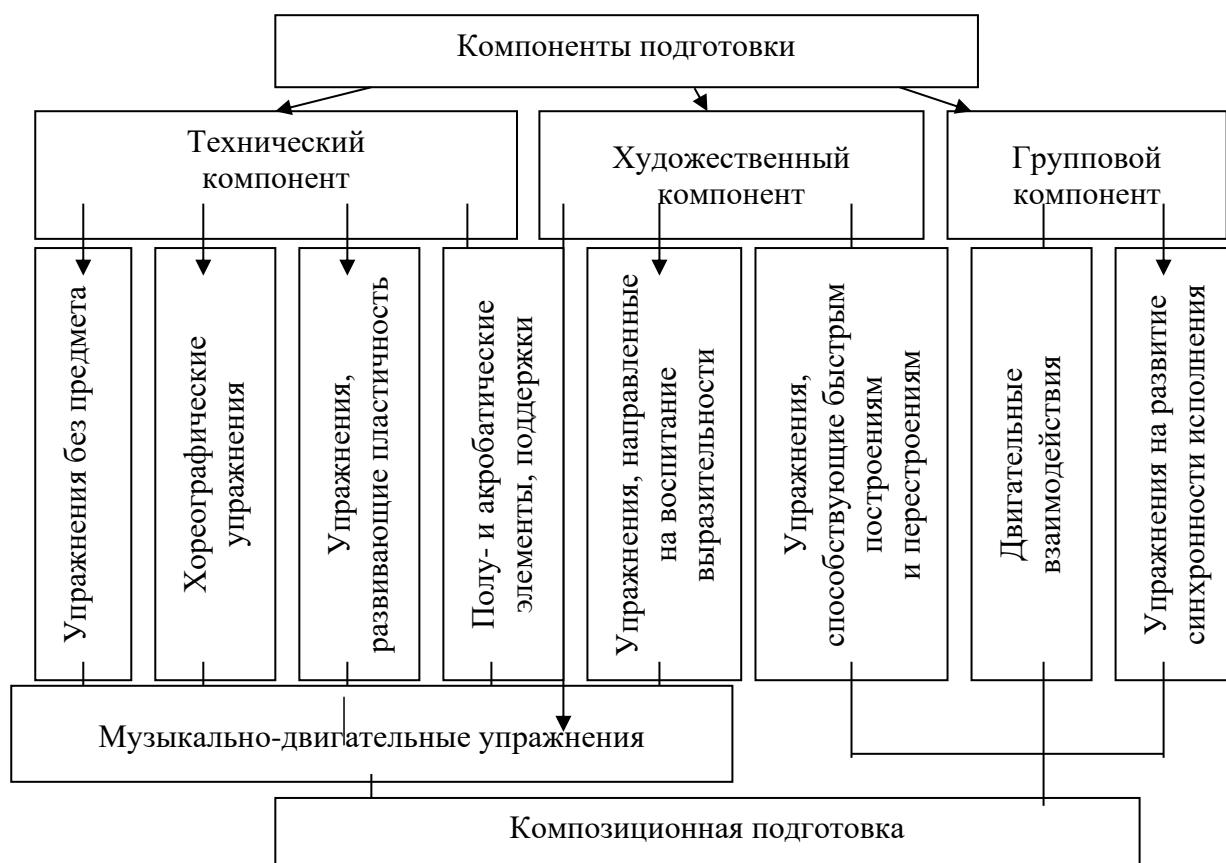 Компоненты подготовки
Технический
компонент
Художественный
компонент
Групповой
компонент
Упражнения без предмета
Хореографические
упражнения
Упражнения,
развивающие пластичность
Полу- и акробатические
элементы, поддержки
Упражнения, направленные
на воспитание
выразительности
Упражнения,
способствующие быстрым
построениям
и перестроениям
Двигательные
взаимодействия
Упражнения на развитие
синхронности исполнения
Музыкально-двигательные упражнения
Композиционная подготовка